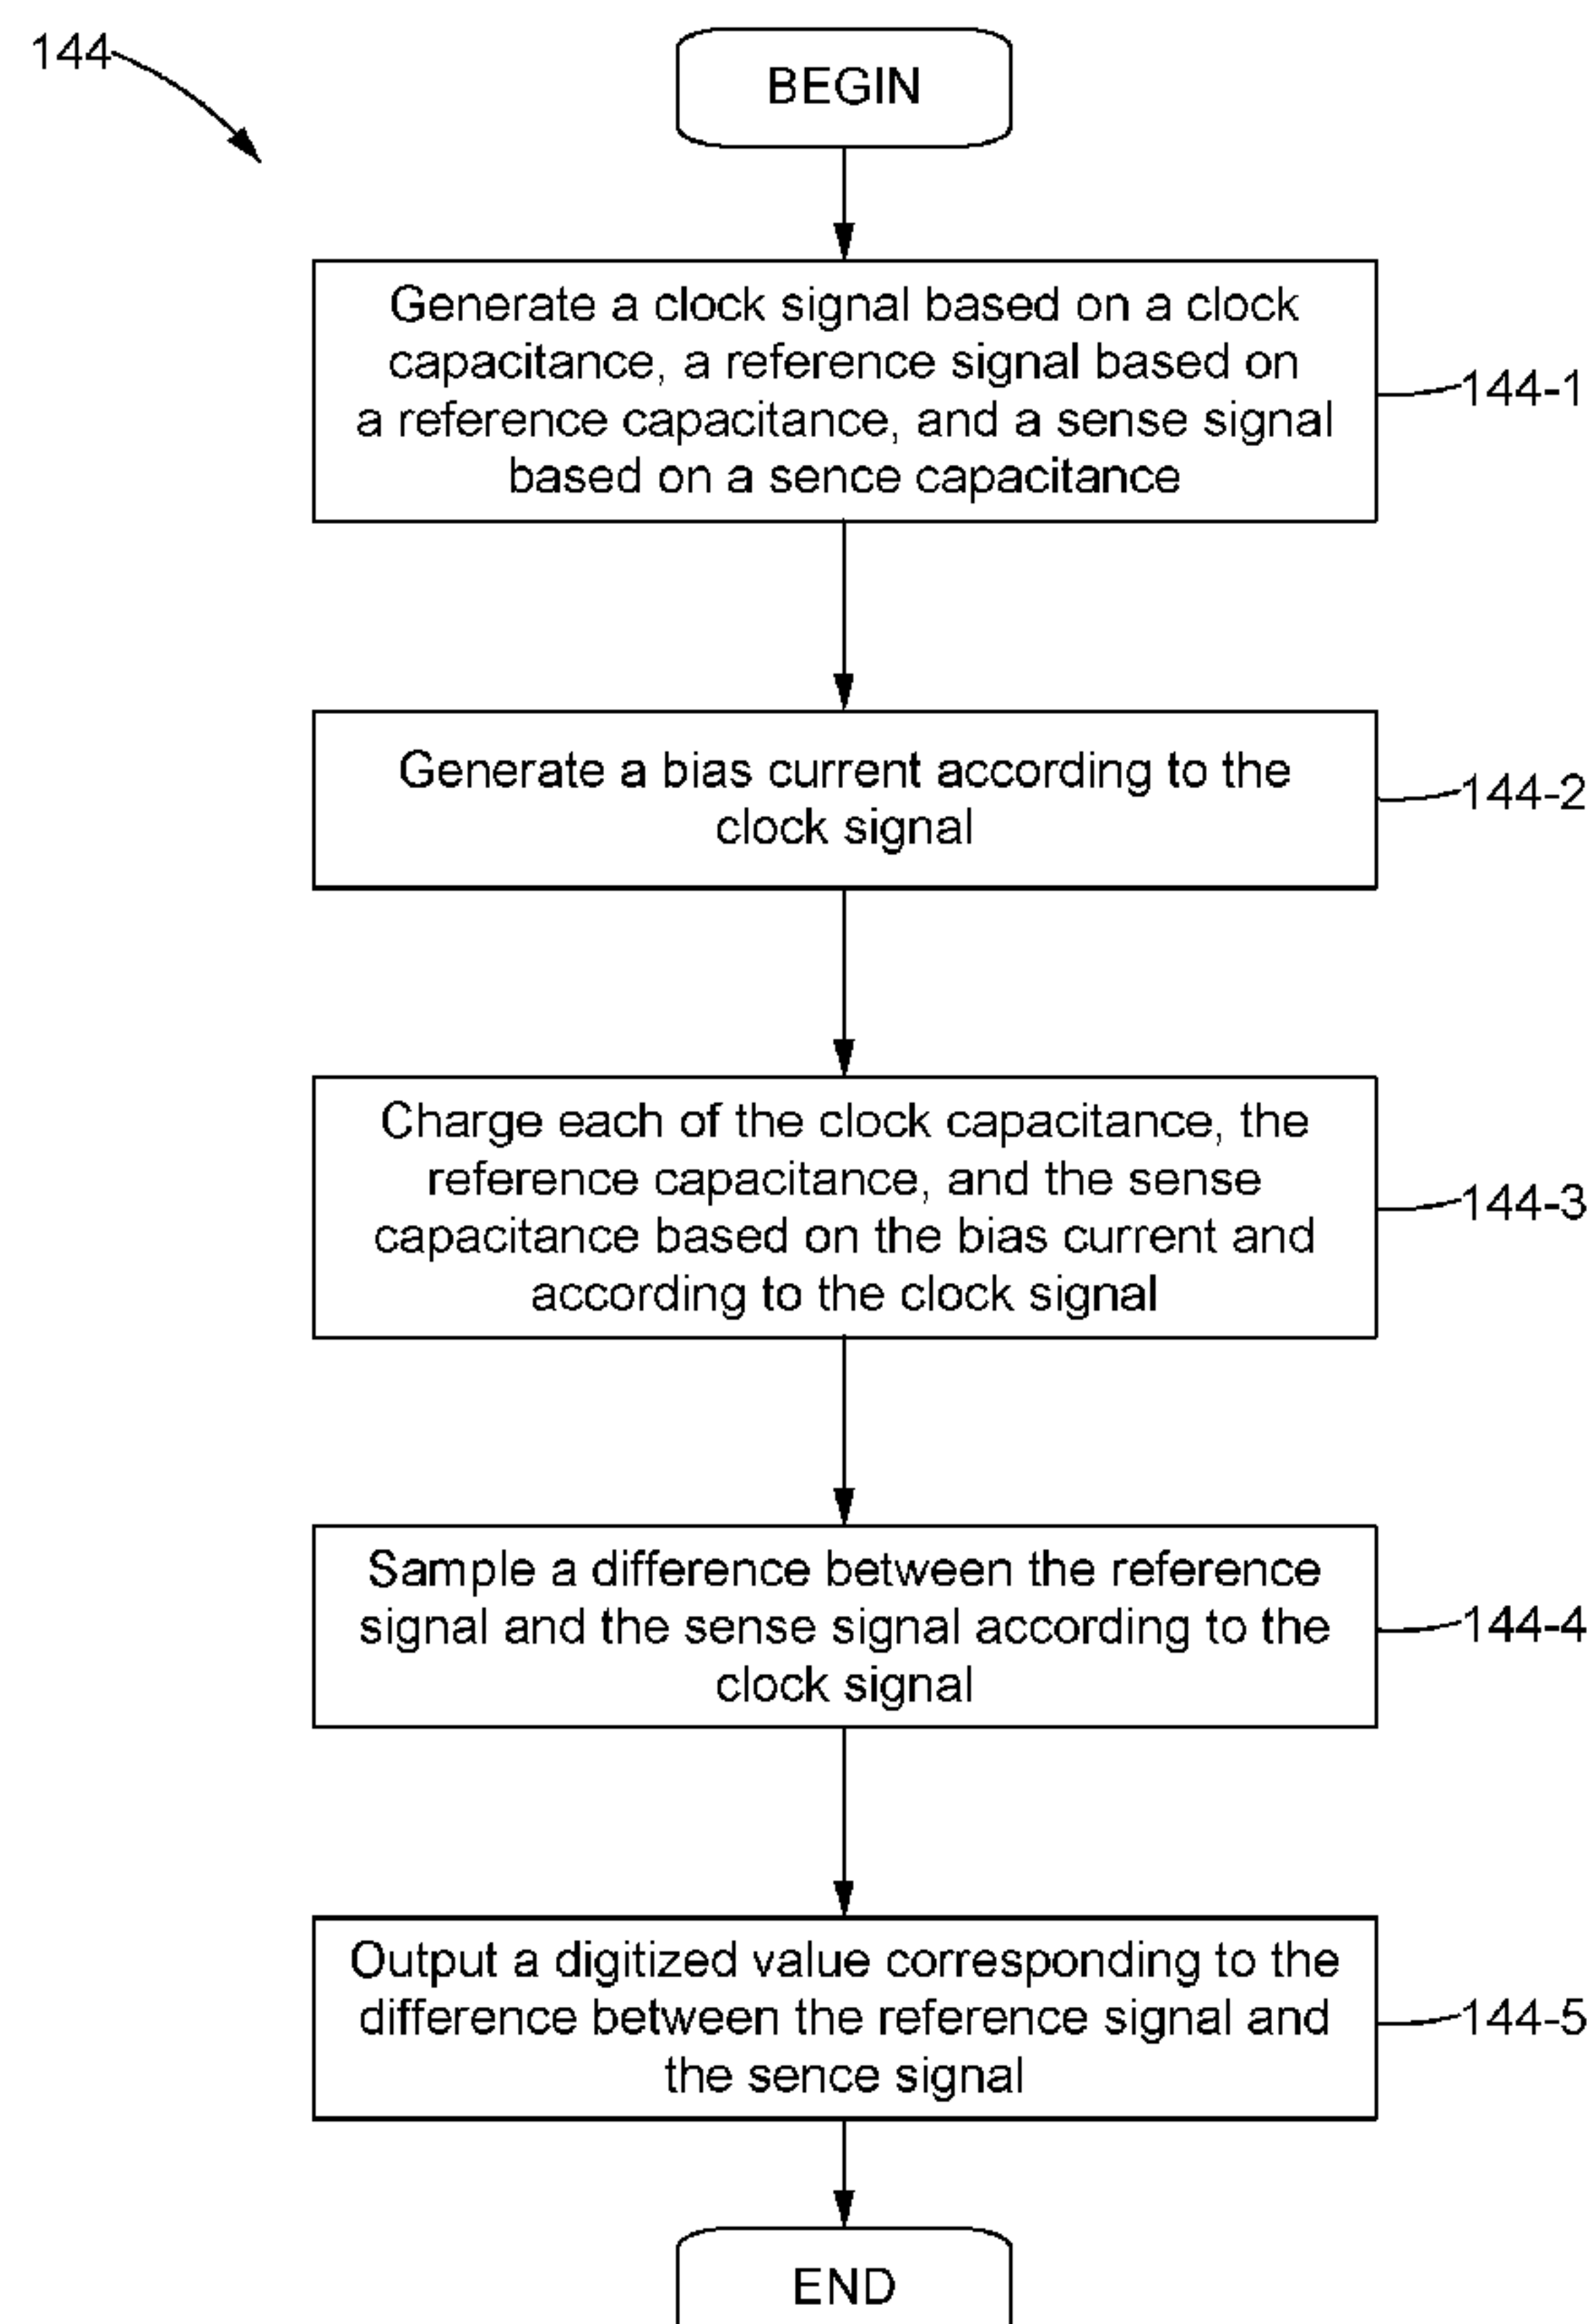 144
BEGIN
Generate a clock signal based on a clock
capacitance, a reference signal based on
a reference capacitance, and a sense signal
based on a sence capacitance
144-1
Generate a bias current according to the
clock signal
144-2
Charge each of the clock capacitance, the
reference capacitance, and the sense
capacitance based on the bias current and
according to the clock signal
144-3
Sample a difference between the reference
signal and the sense signal according to the
clock signal
144-4
Output a digitized value corresponding to the
difference between the reference signal and
the sence signal
144-5
END